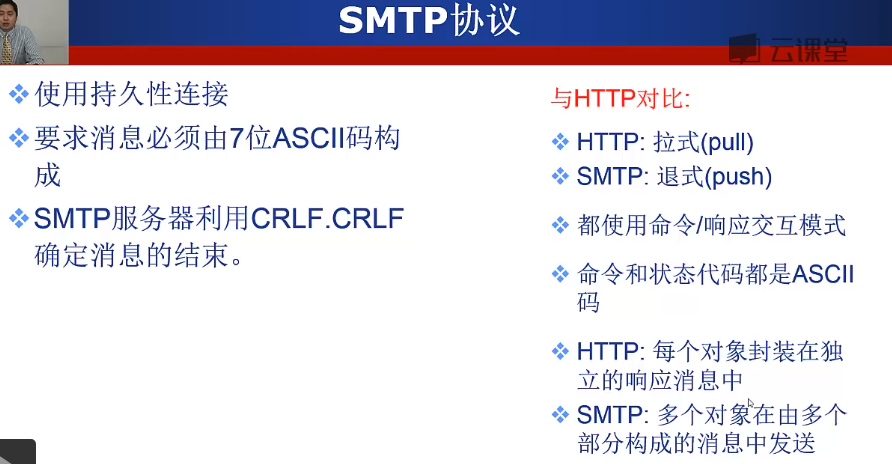 SMTP协议
云课堂
使用持久性连接
要求消息必须由7位ASCII码构
成
SMTP服务器利用CRLF.CRLF
确定消息的结束。
与HTTP对比:
HTTP: 拉式(pull)
SMTP: 退式(push)
都使用命令/响应交互模式
命令和状态代码都是ASCII
码
HTTP: 每个对象封装在独
立的响应消息中
SMTP: 多个对象在由多个
部分构成的消息中发送